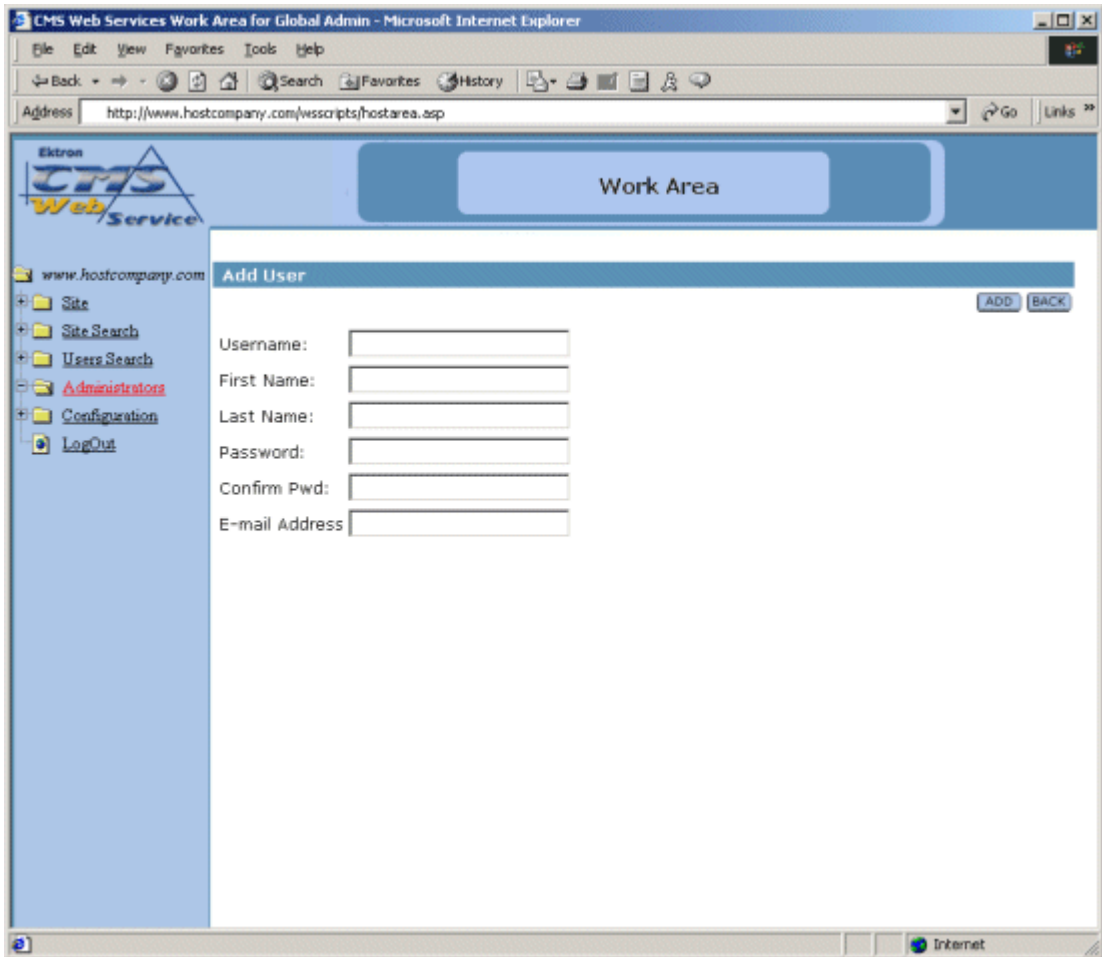 CMS Web Services Work Area for Global Admin - Microsoft Internet Explorer
File Edit View Favorites Tools Help
Back Search Favorites History
Address http://www.hostcompany.com/wsscripts/hostarea.asp Go Links »
Ektron
CMS
Web
Service
Work Area
www.hostcompany.com
Add User
Site
ADD BACK
Site Search
Username:
Users Search
First Name:
Administrators
Last Name:
Configuration
LogOut
Password:
Confirm Pwd:
E-mail Address
Internet